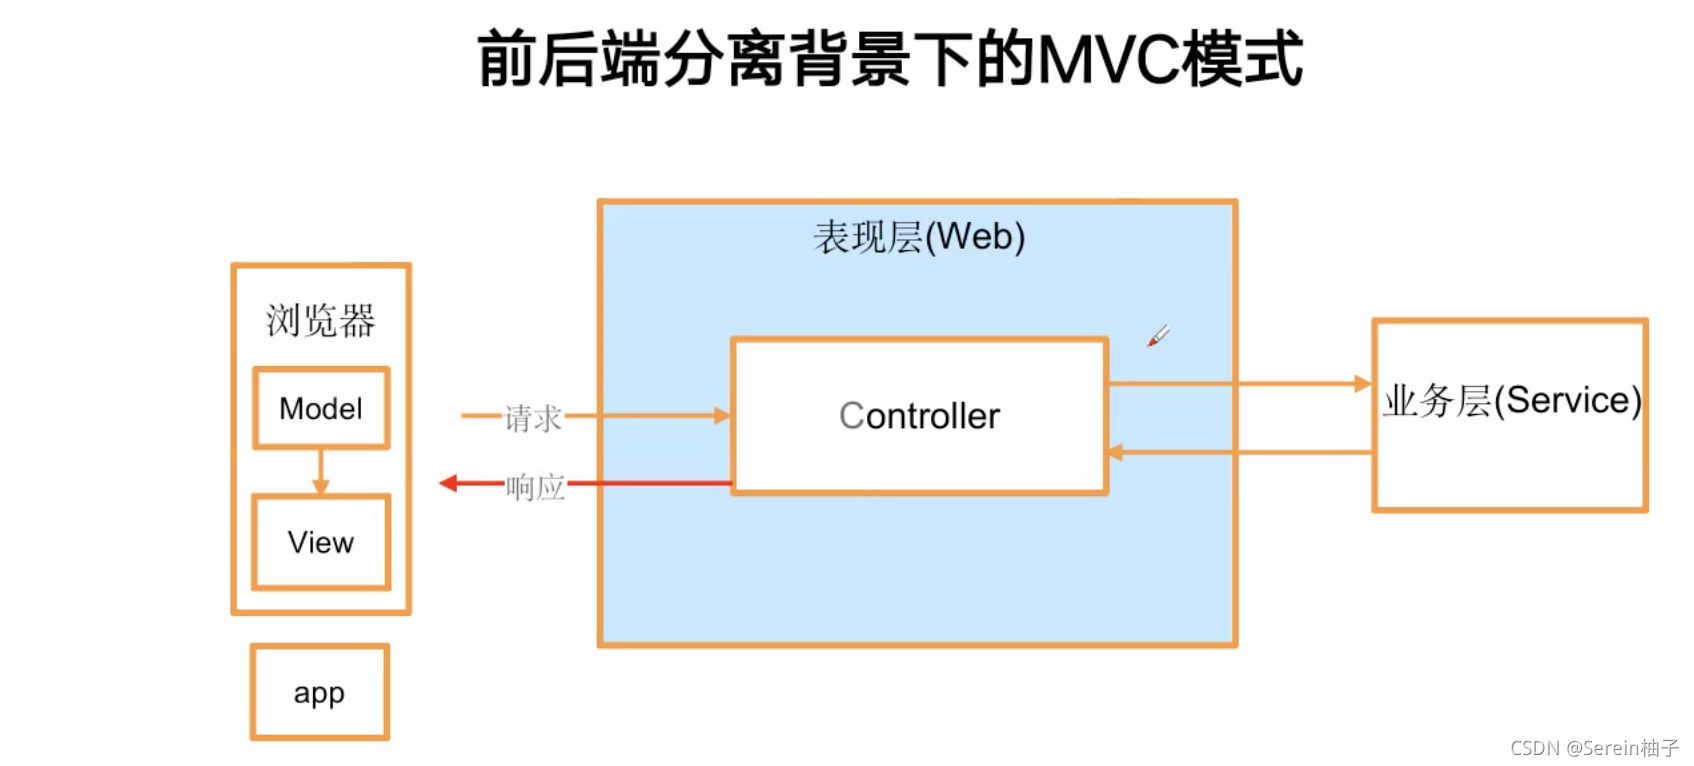 前后端分离背景下的MVC模式
表现层(Web)
浏览器
Model
View
app
请求
响应
Controller
业务层(Service)
CSDN @Serein柚子